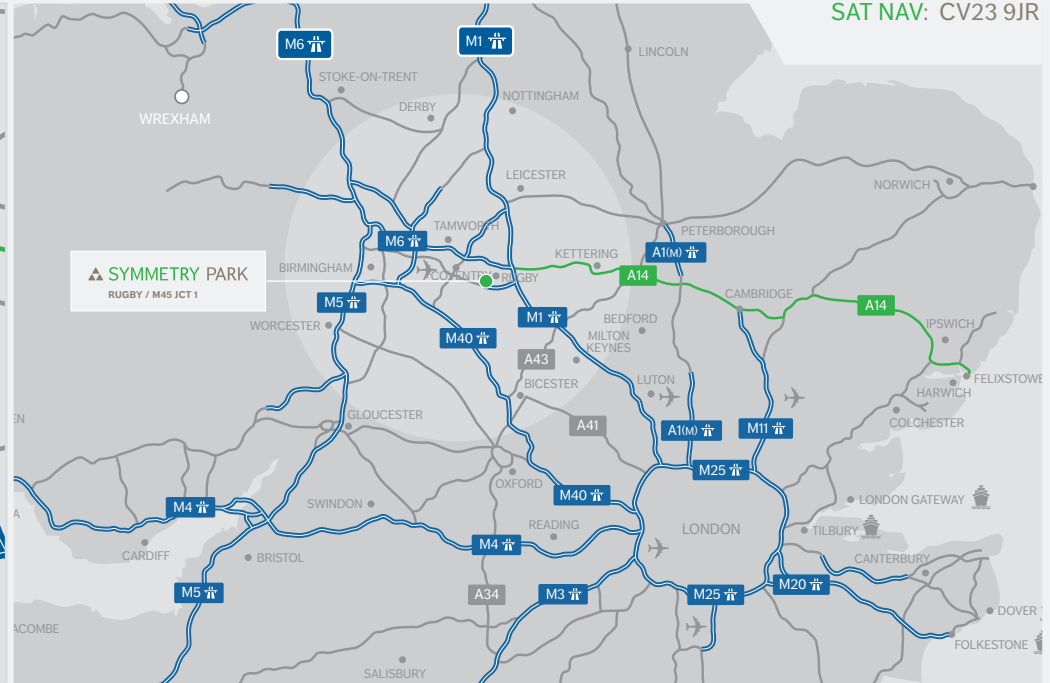 SAT NAV: CV23 9JR
M6
M1
LINCOLN
STOKE-ON-TRENT
NOTTINGHAM
DERBY
WREXHAM
LEICESTER
NORWICH
TAMWORTH
PETERBOROUGH
M6
A1(M)
KETTERING
BIRMINGHAM
COVENTRY
RUGBY
A14
SYMMETRY PARK
RUGBY / M45 JCT 1
CAMBRIDGE
A14
M5
M1
BEDFORD
IPSWICH
WORCESTER
M40
MILTON
KEYNES
A43
BICESTER
LUTON
FELIXSTOWE
HARWICH
GLOUCESTER
COLCHESTER
EN
A41
A1(M)
M11
M25
OXFORD
M40
LONDON GATEWAY
SWINDON
M4
A
READING
LONDON
TILBURY
CARDIFF
BRISTOL
M4
CANTERBURY
M5
A34
M3
M25
M20
DOVER
ACOMBE
FOLKESTONE
SALISBURY